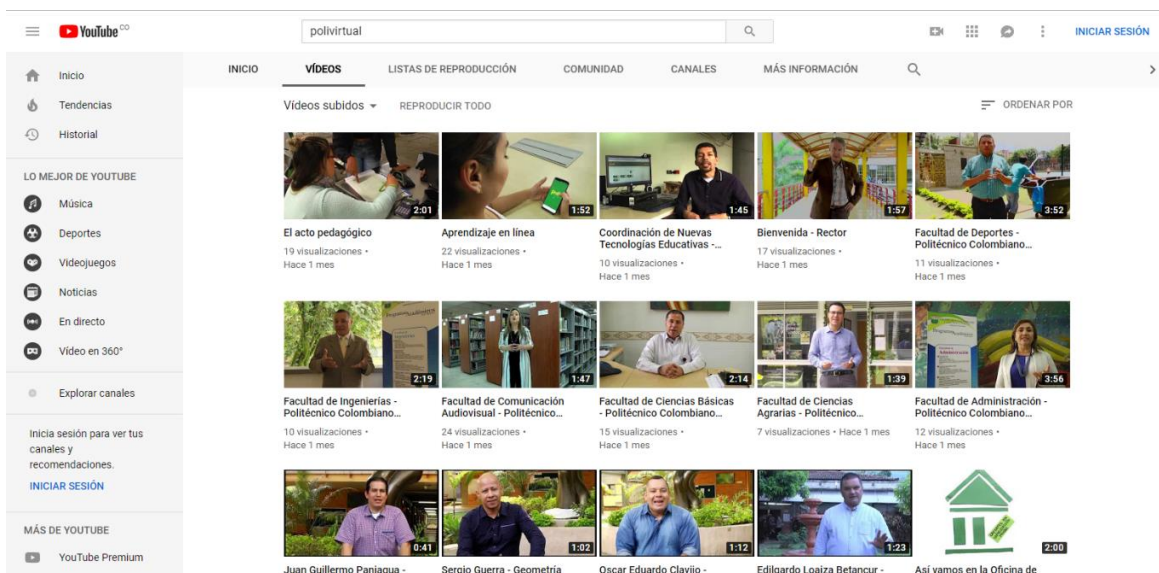 YouTube CO
polivirtual
INICIAR SESIÓN
Inicio
Tendencias
Historial
LO MEJOR DE YOUTUBE
Música
Deportes
Videojuegos
Noticias
En directo
Vídeo en 360°
Explorar canales
Inicia sesión para ver tus
canales y
recomendaciones.
INICIAR SESIÓN
MÁS DE YOUTUBE
YouTube Premium
INICIO VÍDEOS LISTAS DE REPRODUCCIÓN COMUNIDAD CANALES MÁS INFORMACIÓN
Vídeos subidos REPRODUCIR TODO ORDENAR POR
2:01
El acto pedagógico
19 visualizaciones •
Hace 1 mes
1:52
Aprendizaje en línea
22 visualizaciones •
Hace 1 mes
1:45
Coordinación de Nuevas
Tecnologías Educativas -...
10 visualizaciones •
Hace 1 mes
1:57
Bienvenida - Rector
17 visualizaciones •
Hace 1 mes
3:52
Facultad de Deportes -
Politécnico Colombiano...
11 visualizaciones •
Hace 1 mes
2:19
Facultad de Ingenierías -
Politécnico Colombiano...
10 visualizaciones •
Hace 1 mes
1:47
Facultad de Comunicación
Audiovisual - Politécnico...
24 visualizaciones •
Hace 1 mes
2:14
Facultad de Ciencias Básicas
- Politécnico Colombiano...
15 visualizaciones •
Hace 1 mes
1:39
Facultad de Ciencias
Agrarias - Politécnico...
7 visualizaciones • Hace 1 mes
3:56
Facultad de Administración -
Politécnico Colombiano...
12 visualizaciones •
Hace 1 mes
0:41
Juan Guillermo Paniagua -
1:02
Sergio Guerra - Geometría
1:12
Oscar Eduardo Clavijo -
1:23
Edilgardo Loaiza Betancur -
2:00
Así vamos en la Oficina de